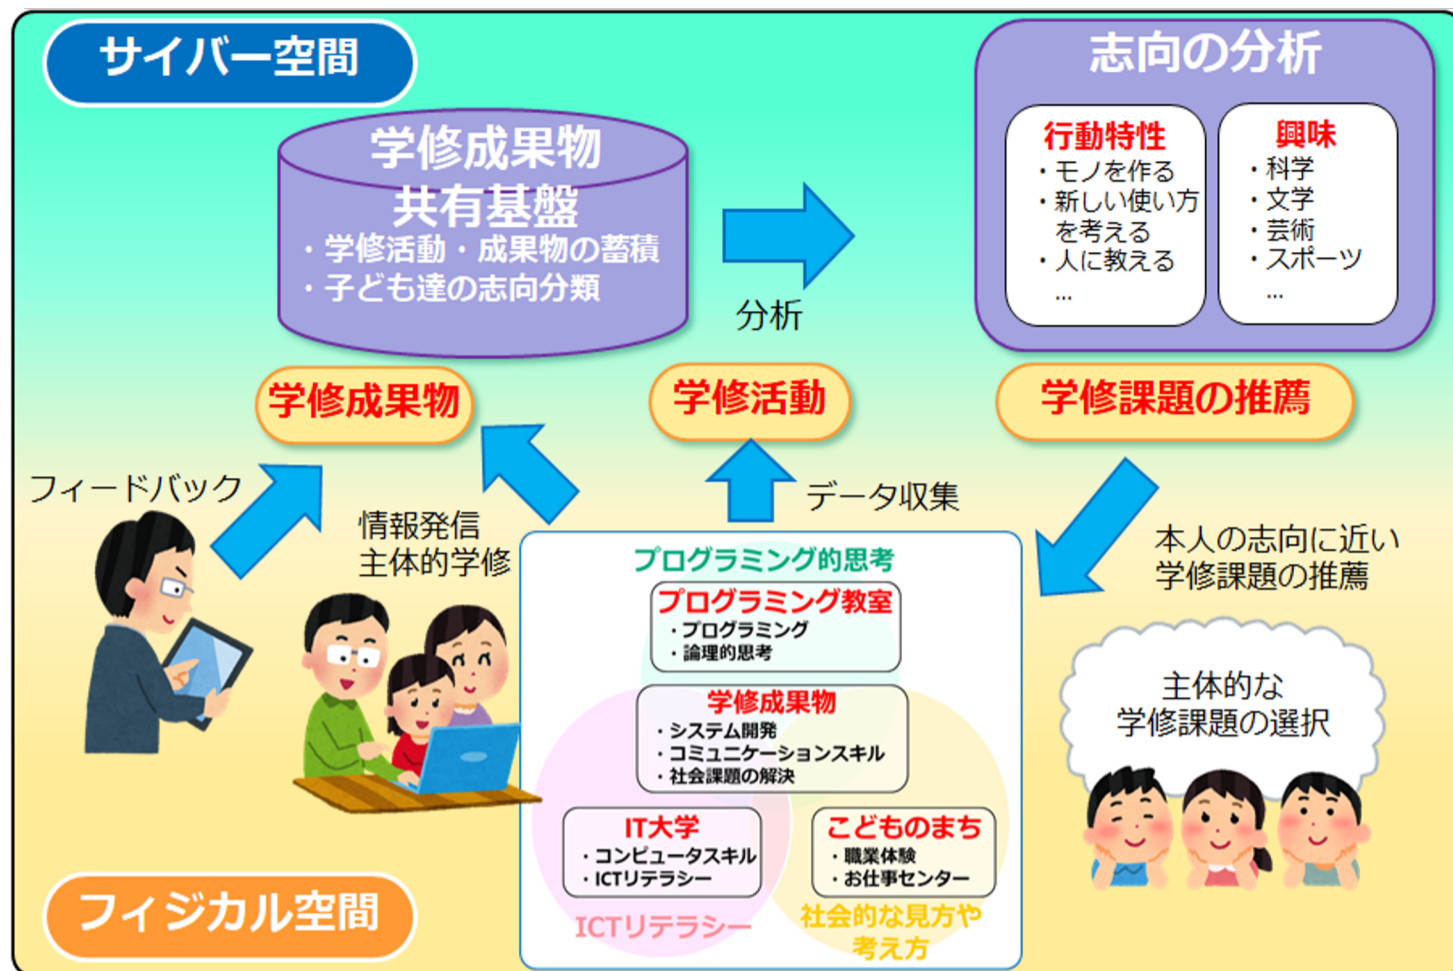 サイバー空間
志向の分析
学修成果物
共有基盤
・学修活動・成果物の蓄積
・子ども達の志向分類
分析
行動特性
・モノを作る
・新しい使い方
を考える
・人に教える
...
興味
・科学
・文学
・芸術
・スポーツ
...
学修成果物
学修活動
学修課題の推薦
フィードバック
情報発信
主体的学修
データ収集
本人の志向に近い
学修課題の推薦
プログラミング的思考
プログラミング教室
・プログラミング
・論理的思考
学修成果物
・システム開発
・コミュニケーションスキル
・社会課題の解決
IT大学
・コンピュータスキル
・ICTリテラシー
ICTリテラシー
こどものまち
・職業体験
・お仕事センター
社会的な見方や
考え方
主体的な
学修課題の選択
フィジカル空間